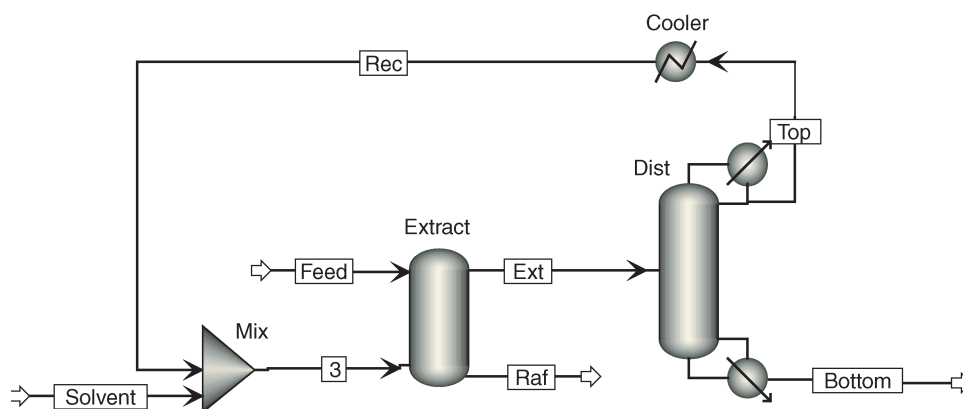 Cooler
Rec
Top
Dist
Extract
Feed
Ext
Mix
3
Raf
Bottom
Solvent